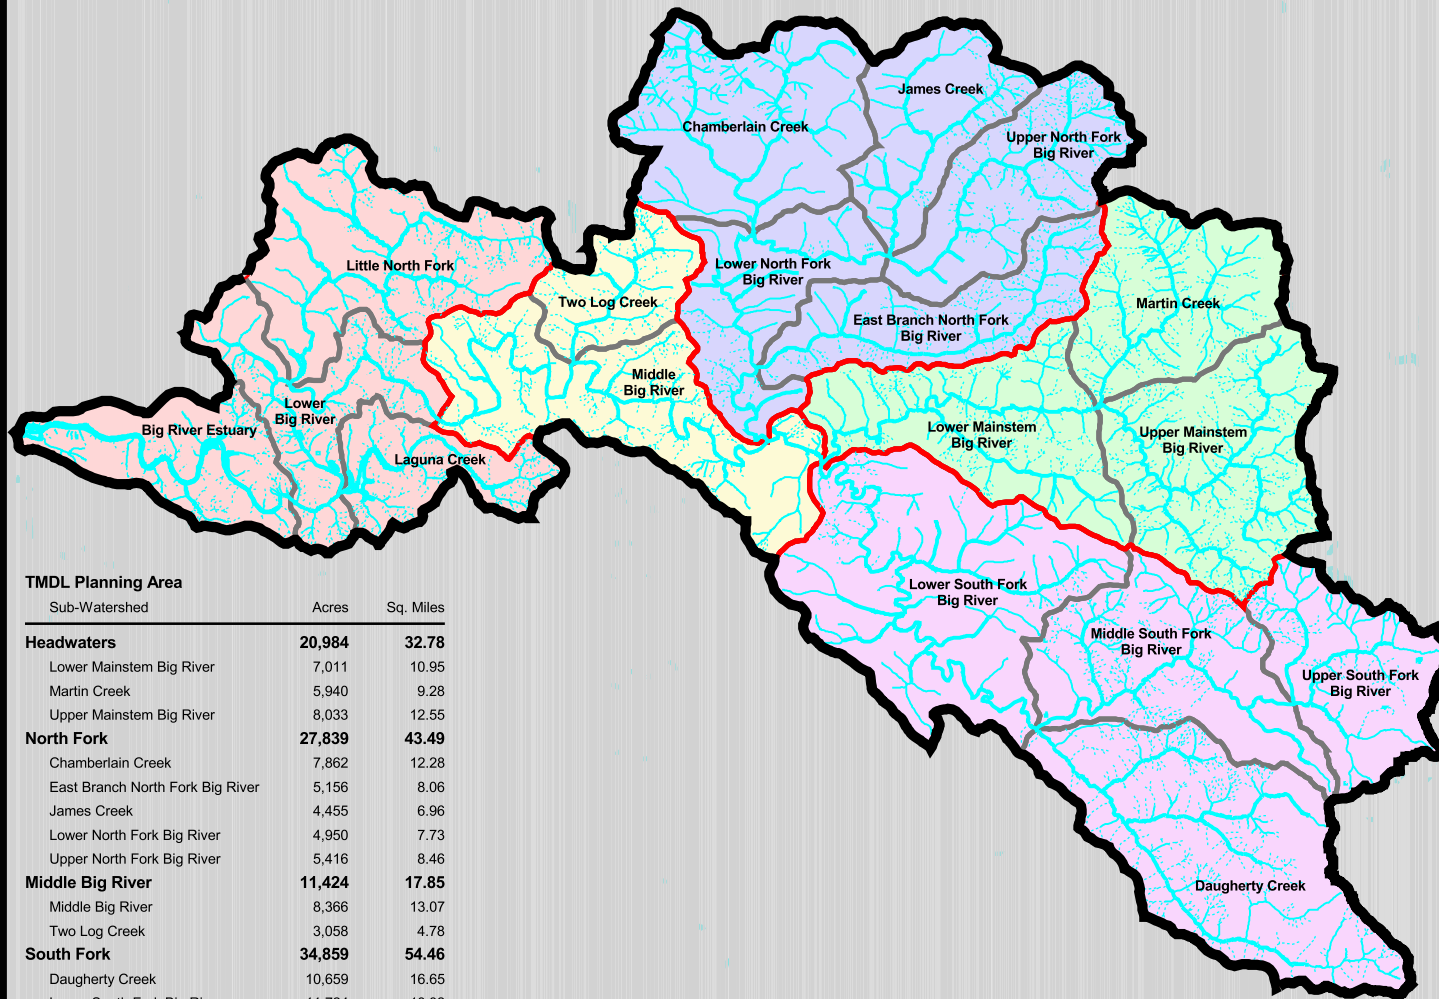 Chamberlain Creek
James Creek
Upper North Fork
Big River
Little North Fork
Two Log Creek
Lower North Fork
Big River
East Branch North Fork
Big River
Martin Creek
Middle
Big River
Lower
Big River
Big River Estuary
Laguna Creek
Lower Mainstem
Big River
Upper Mainstem
Big River
Lower South Fork
Big River
Middle South Fork
Big River
Upper South Fork
Big River
Daugherty Creek
TMDL Planning Area
Sub-Watershed Acres Sq. Miles
Headwaters 20,984 32.78
Lower Mainstem Big River 7,011 10.95
Martin Creek 5,940 9.28
Upper Mainstem Big River 8,033 12.55
North Fork 27,839 43.49
Chamberlain Creek 7,862 12.28
East Branch North Fork Big River 5,156 8.06
James Creek 4,455 6.96
Lower North Fork Big River 4,950 7.73
Upper North Fork Big River 5,416 8.46
Middle Big River 11,424 17.85
Middle Big River 8,366 13.07
Two Log Creek 3,058 4.78
South Fork 34,859 54.46
Daugherty Creek 10,659 16.65